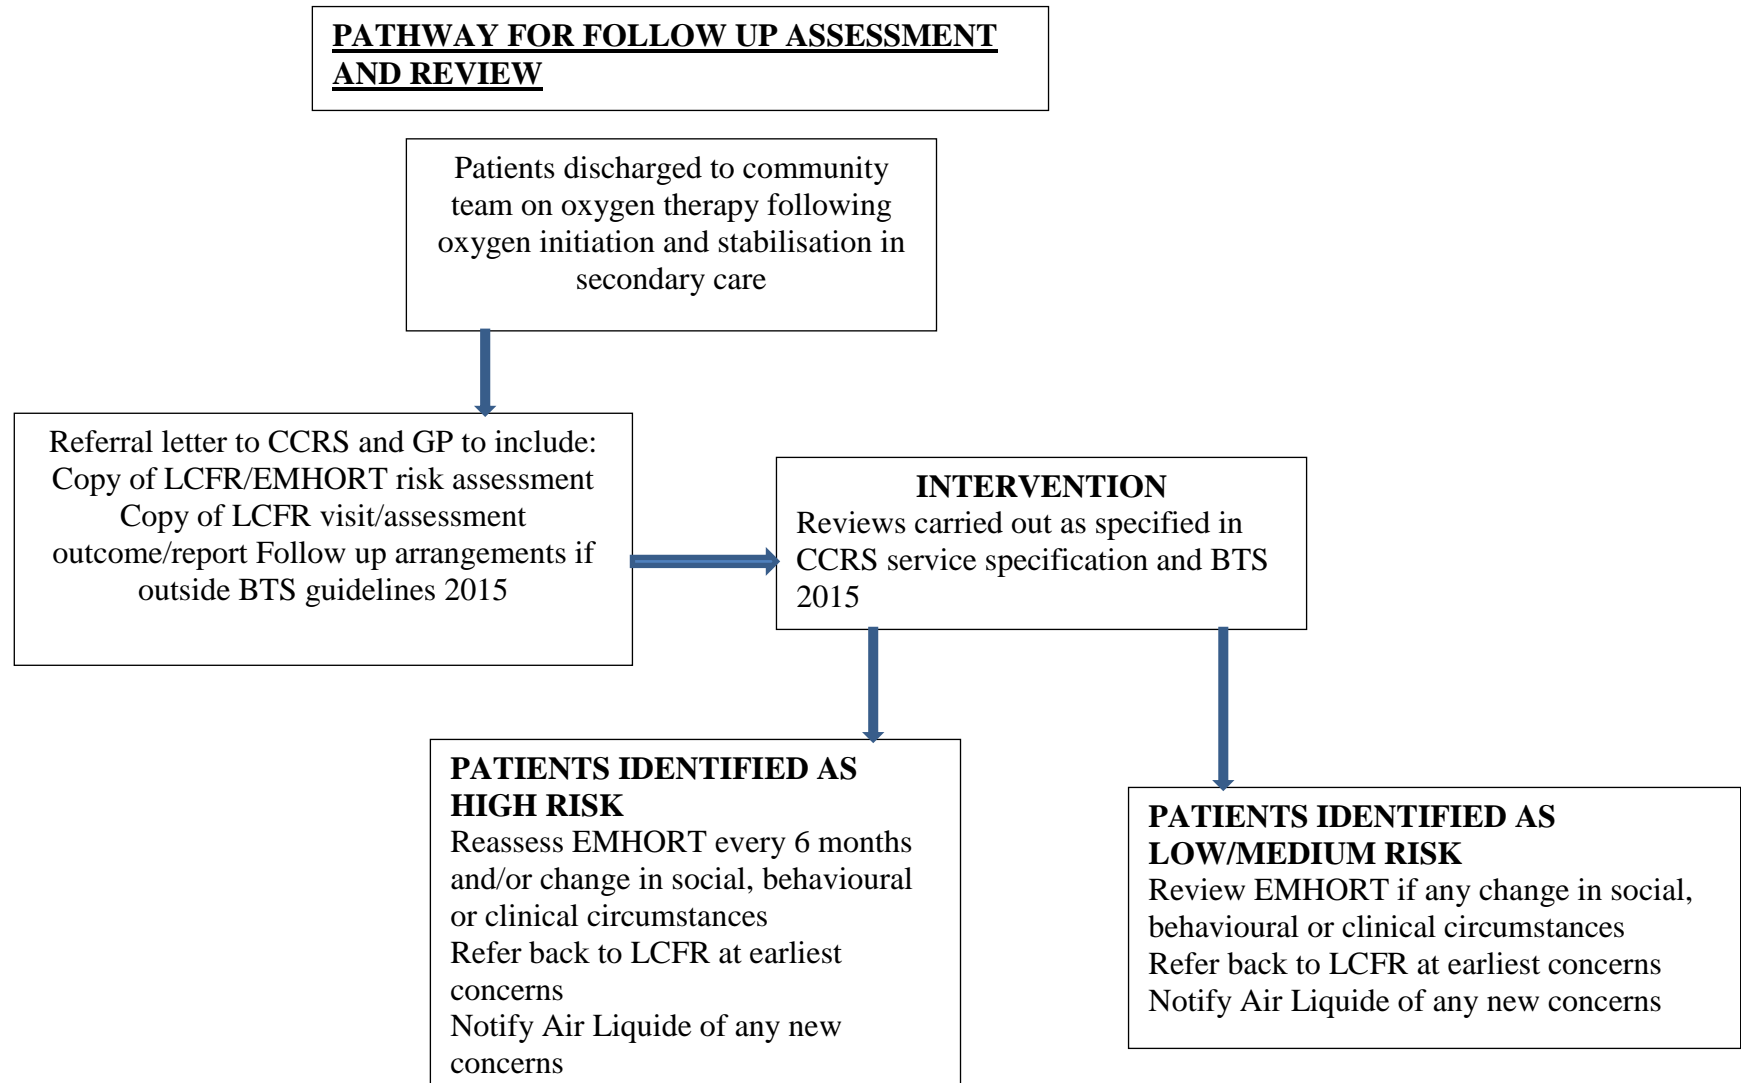 PATHWAY FOR FOLLOW UP ASSESSMENT
AND REVIEW
Patients discharged to community
team on oxygen therapy following
oxygen initiation and stabilisation in
secondary care
Referral letter to CCRS and GP to include:
Copy of LCFR/EMHORT risk assessment
Copy of LCFR visit/assessment
outcome/report Follow up arrangements if
outside BTS guidelines 2015
INTERVENTION
Reviews carried out as specified in
CCRS service specification and BTS
2015
PATIENTS IDENTIFIED AS
HIGH RISK
Reassess EMHORT every 6 months
and/or change in social, behavioural
or clinical circumstances
Refer back to LCFR at earliest
concerns
Notify Air Liquide of any new
concerns
PATIENTS IDENTIFIED AS
LOW/MEDIUM RISK
Review EMHORT if any change in social,
behavioural or clinical circumstances
Refer back to LCFR at earliest concerns
Notify Air Liquide of any new concerns